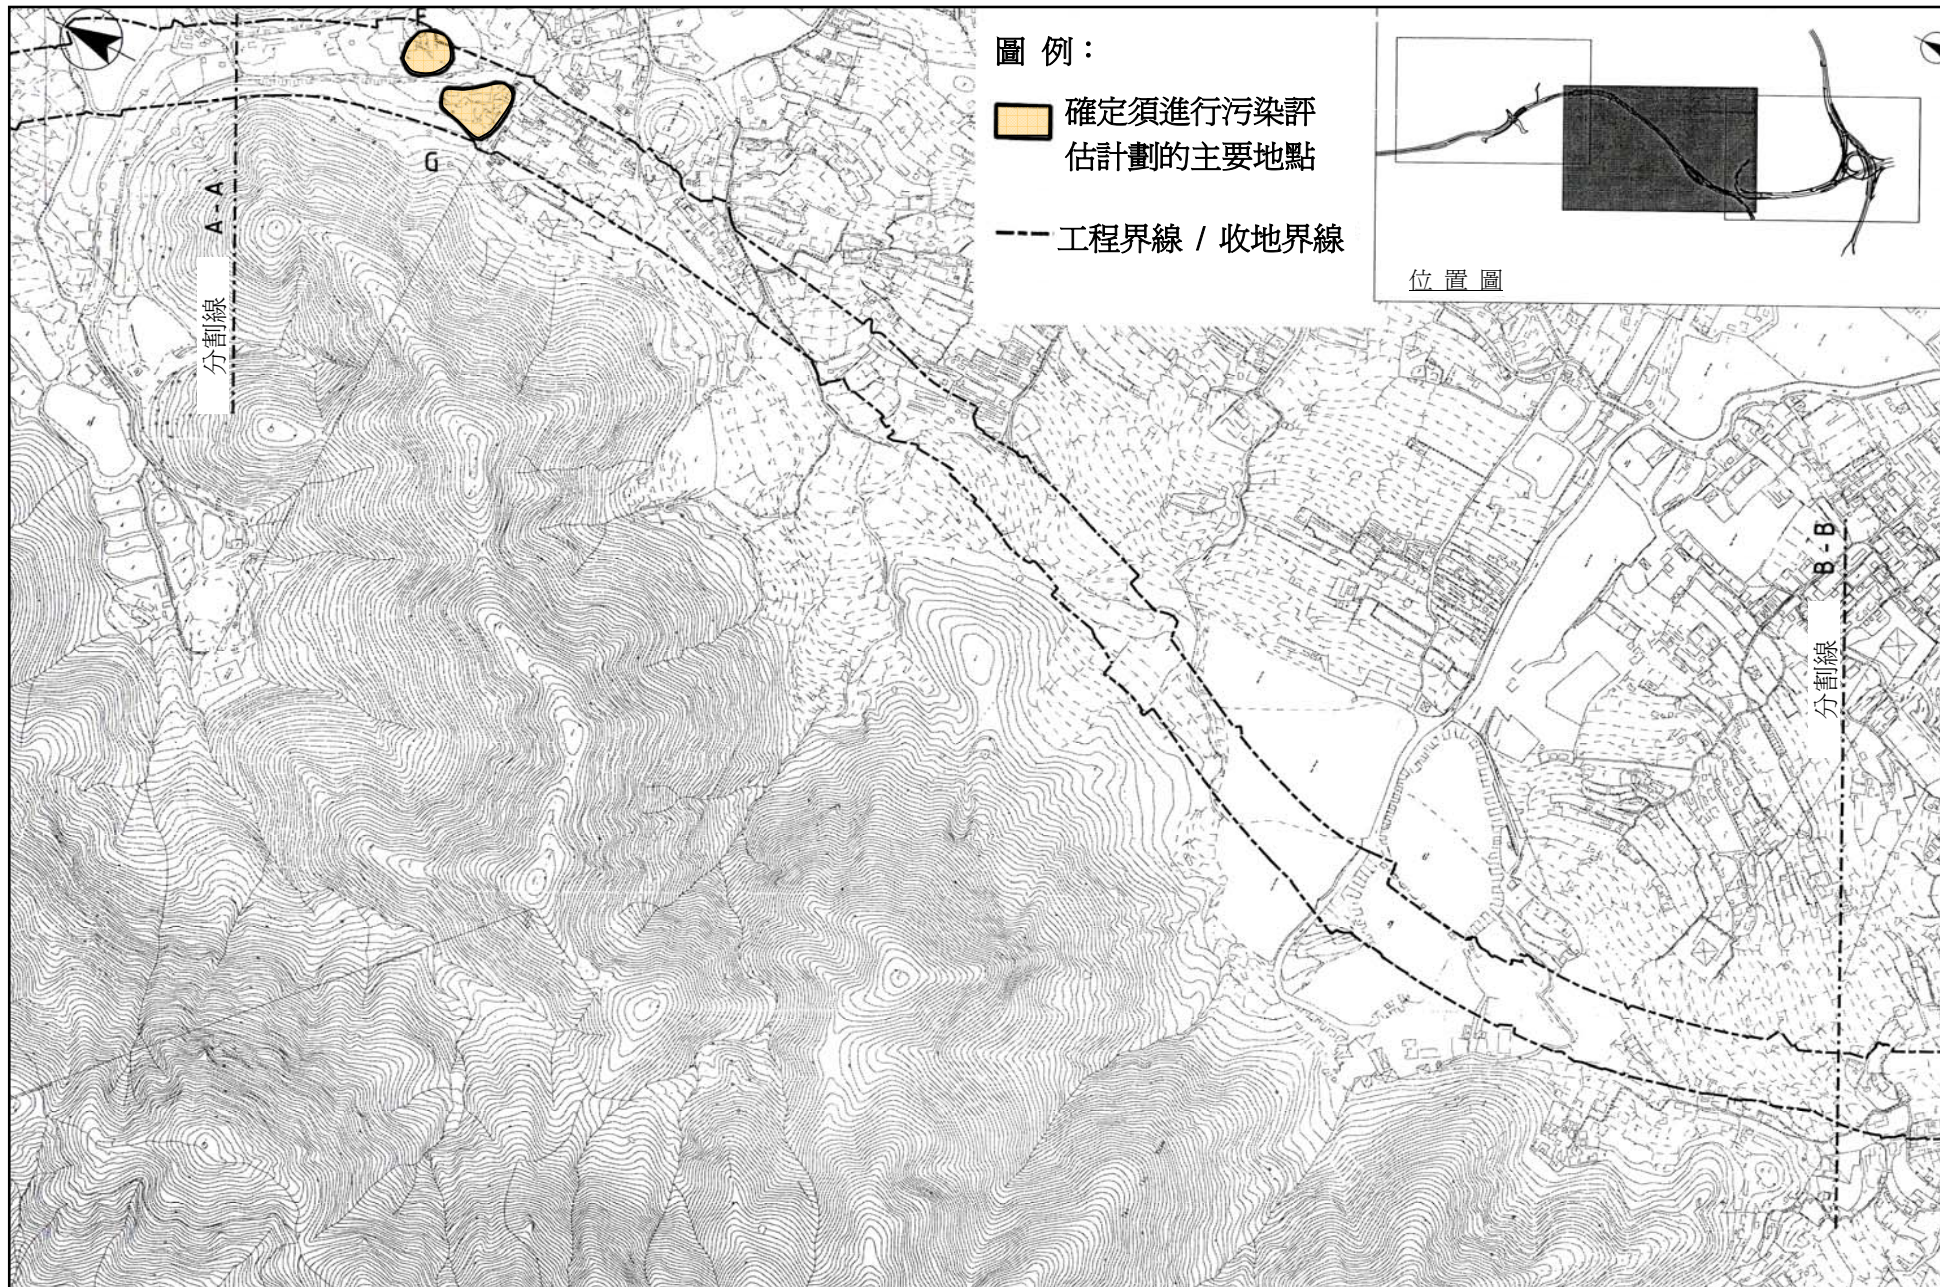 F
G
A - A
分割線
圖 例：
確定須進行污染評
估計劃的主要地點
工程界線 / 收地界線
位 置 圖
B - B
分割線